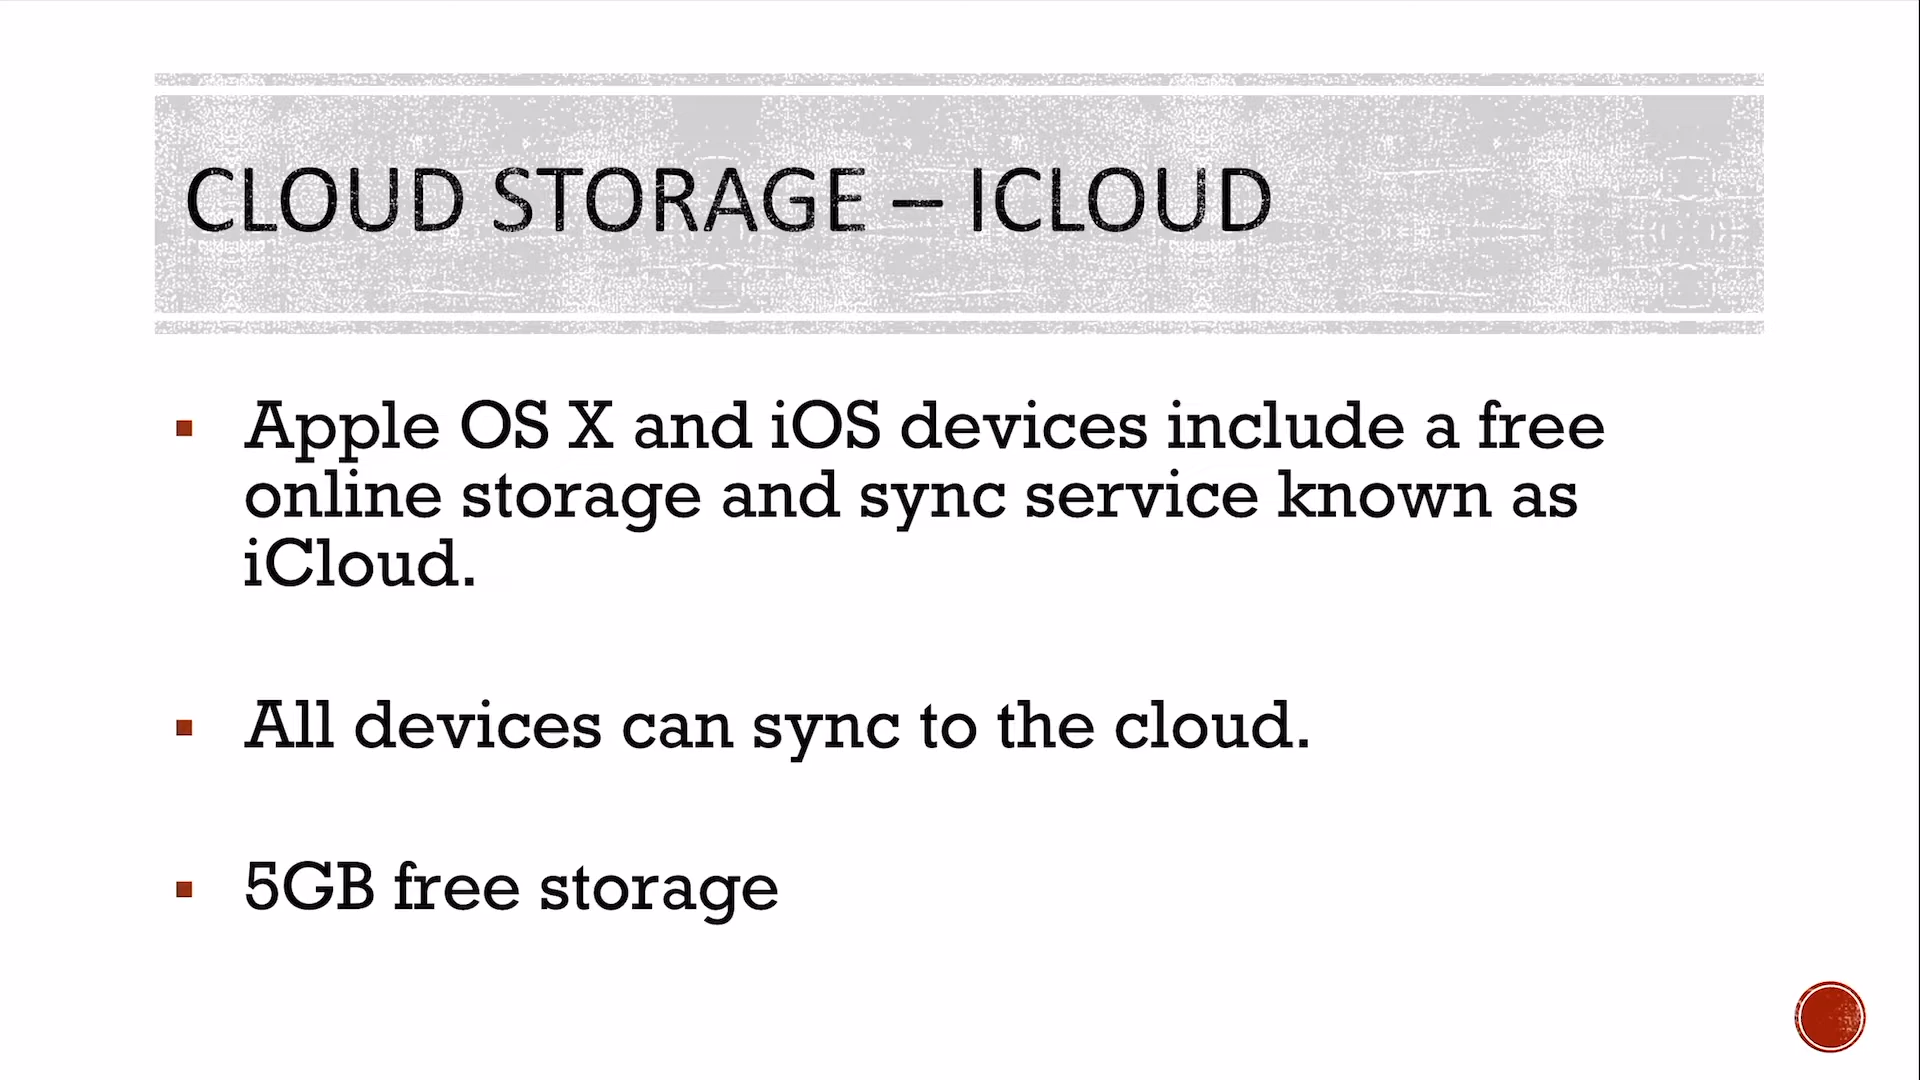 CLOUD STORAGE – ICLOUD
▪ Apple OS X and iOS devices include a free
online storage and sync service known as
iCloud.
▪ All devices can sync to the cloud.
▪ 5GB free storage